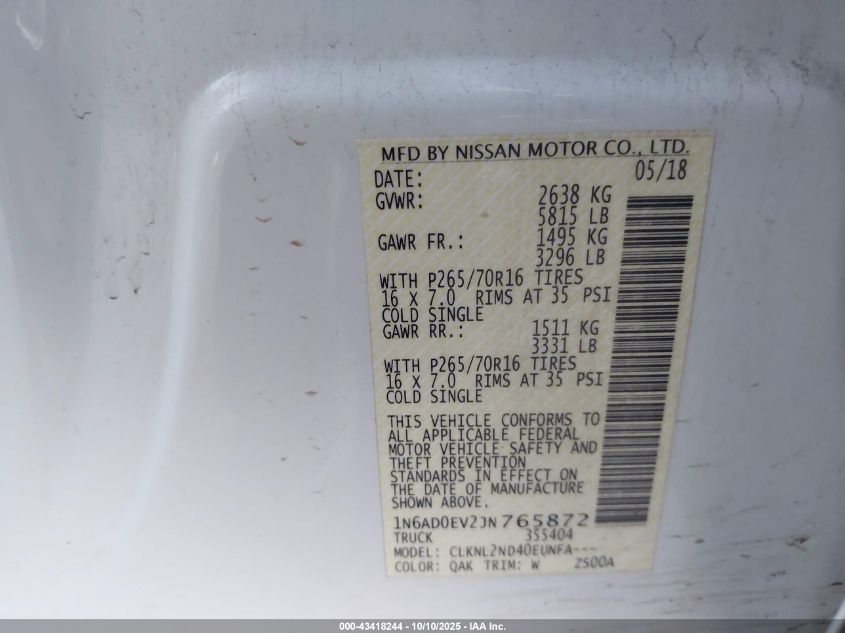 MFD BY NISSAN MOTOR CO., LTD.
DATE: 05/18
GVWR: 2638 KG
5815 LB
GAWR FR.: 1495 KG
3296 LB
WITH P265/70R16 TIRES
16 X 7.0 RIMS AT 35 PSI
COLD SINGLE
GAWR RR.: 1511 KG
3331 LB
WITH P265/70R16 TIRES
16 X 7.0 RIMS AT 35 PSI
COLD SINGLE
THIS VEHICLE CONFORMS TO
ALL APPLICABLE FEDERAL
MOTOR VEHICLE SAFETY AND
THEFT PREVENTION
STANDARDS IN EFFECT ON
THE DATE OF MANUFACTURE
SHOWN ABOVE.
1N6AD0EV2JN765872
TRUCK 355404
MODEL: CLKNL2ND40EUNFA---
COLOR: QAK TRIM: W ZS00A
000-43418244 - 10/10/2025 - IAA Inc.